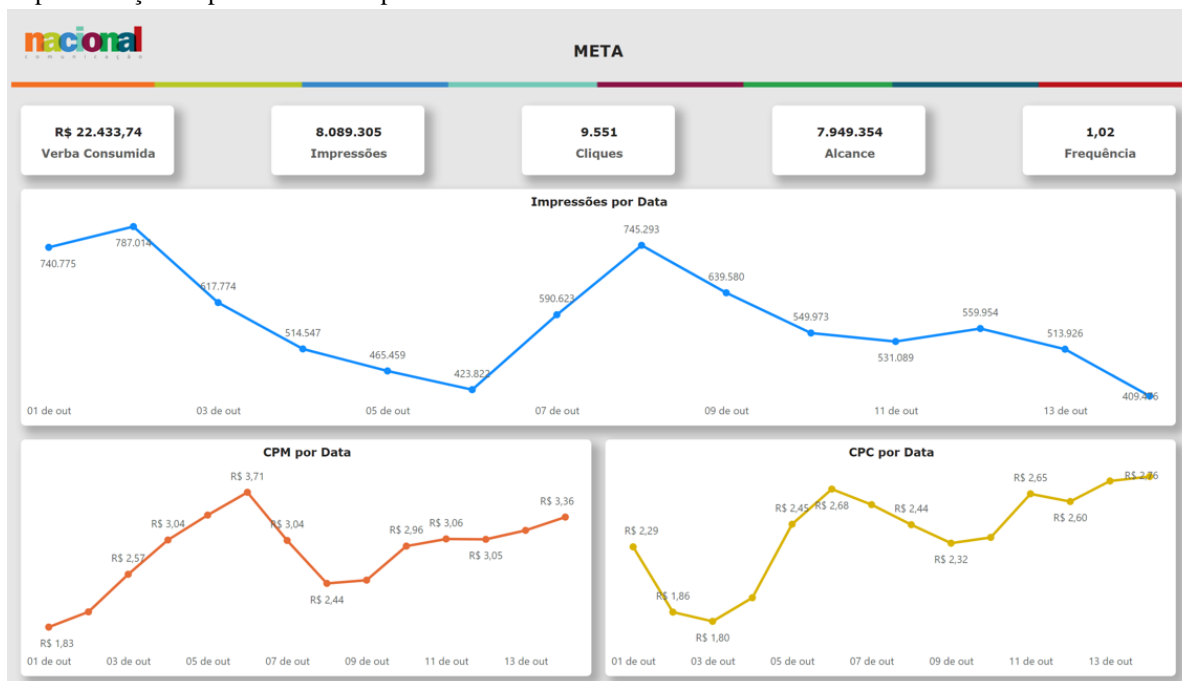 nacional
comunicação
META
R$ 22.433,74
Verba Consumida
8.089.305
Impressões
9.551
Cliques
7.949.354
Alcance
1,02
Frequência
Impressões por Data
740.775
787.014
617.774
514.547
465.459
423.822
590.623
745.293
639.580
549.973
531.089
559.954
513.926
409.476
01 de out 03 de out 05 de out 07 de out 09 de out 11 de out 13 de out
CPM por Data
R$ 1,83
R$ 2,57
R$ 3,04
R$ 3,71
R$ 3,04
R$ 2,44
R$ 2,96
R$ 3,06
R$ 3,05
R$ 3,36
01 de out 03 de out 05 de out 07 de out 09 de out 11 de out 13 de out
CPC por Data
R$ 2,29
R$ 1,86
R$ 1,80
R$ 2,45
R$ 2,68
R$ 2,44
R$ 2,32
R$ 2,65
R$ 2,60
R$ 2,76
01 de out 03 de out 05 de out 07 de out 09 de out 11 de out 13 de out